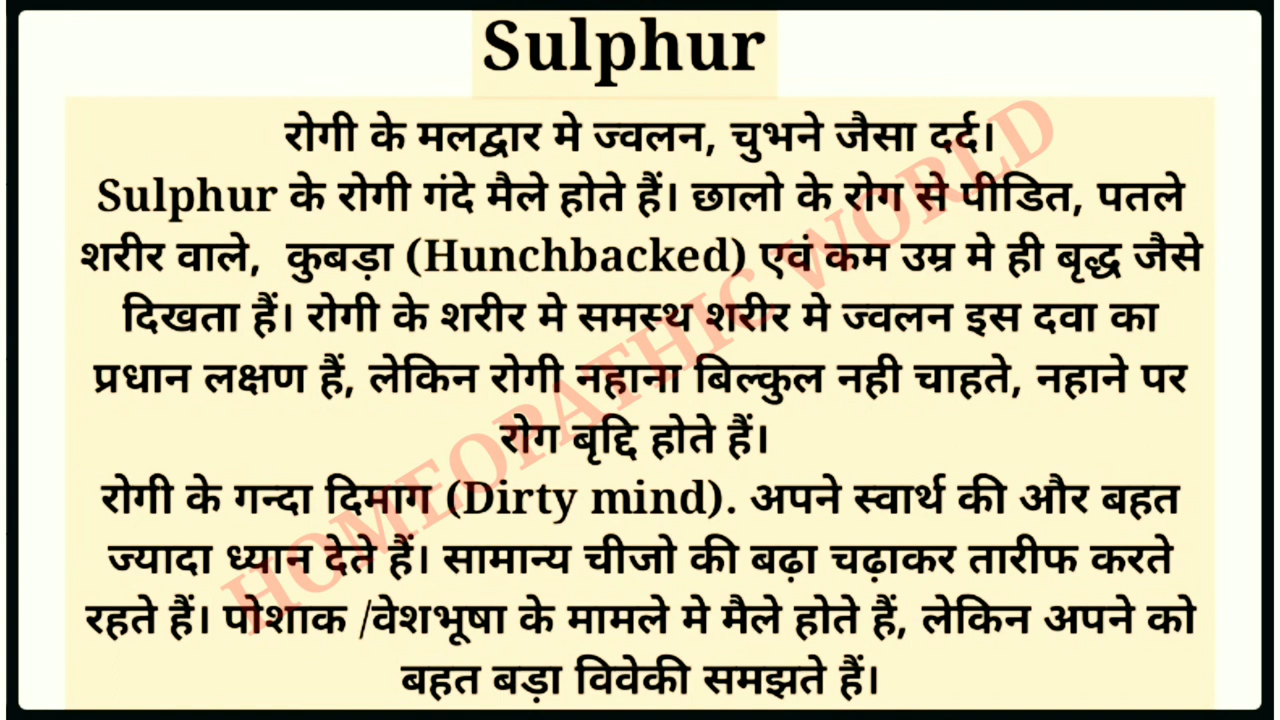 Sulphur
रोगी के मलद्वार मे ज्वलन, चुभने जैसा दर्द।
Sulphur के रोगी गंदे मैले होते हैं। छालो के रोग से पीडित, पतले
शरीर वाले, कुबड़ा (Hunchbacked) एवं कम उम्र मे ही बृद्ध जैसे
दिखता हैं। रोगी के शरीर मे समस्थ शरीर मे ज्वलन इस दवा का
प्रधान लक्षण हैं, लेकिन रोगी नहाना बिल्कुल नही चाहते, नहाने पर
रोग बृद्दि होते हैं।
रोगी के गन्दा दिमाग (Dirty mind). अपने स्वार्थ की और बहत
ज्यादा ध्यान देते हैं। सामान्य चीजो की बढ़ा चढ़ाकर तारीफ करते
रहते हैं। पोशाक /वेशभूषा के मामले मे मैले होते हैं, लेकिन अपने को
बहत बड़ा विवेकी समझते हैं।
HOMEOPATHIC WORLD